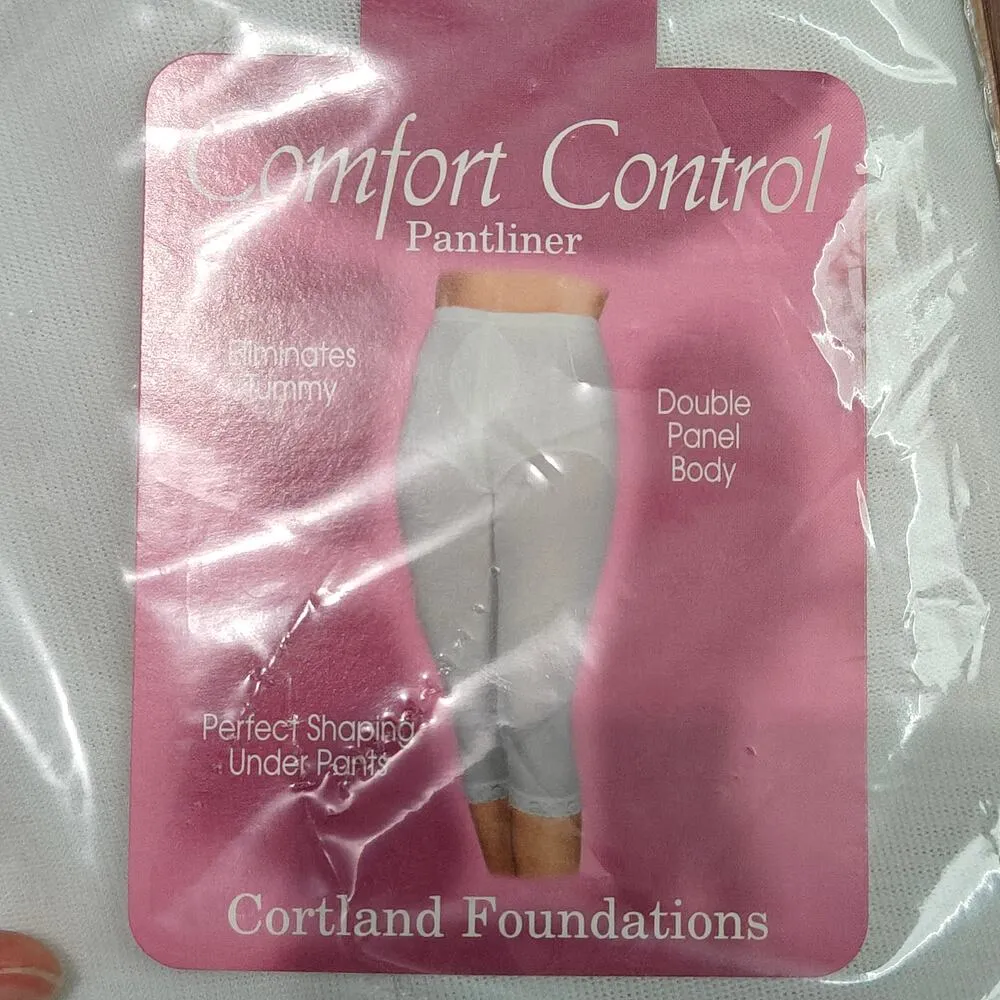 Comfort Control
Pantliner
Eliminates
Tummy
Double
Panel
Body
Perfect Shaping
Under Pants
Cortland Foundations